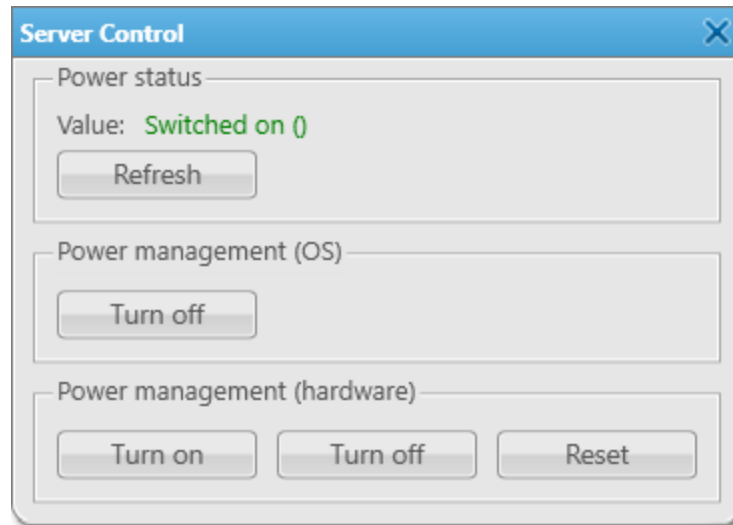 Server Control
Power status
Value: Switched on ()
Refresh
Power management (OS)
Turn off
Power management (hardware)
Turn on Turn off Reset